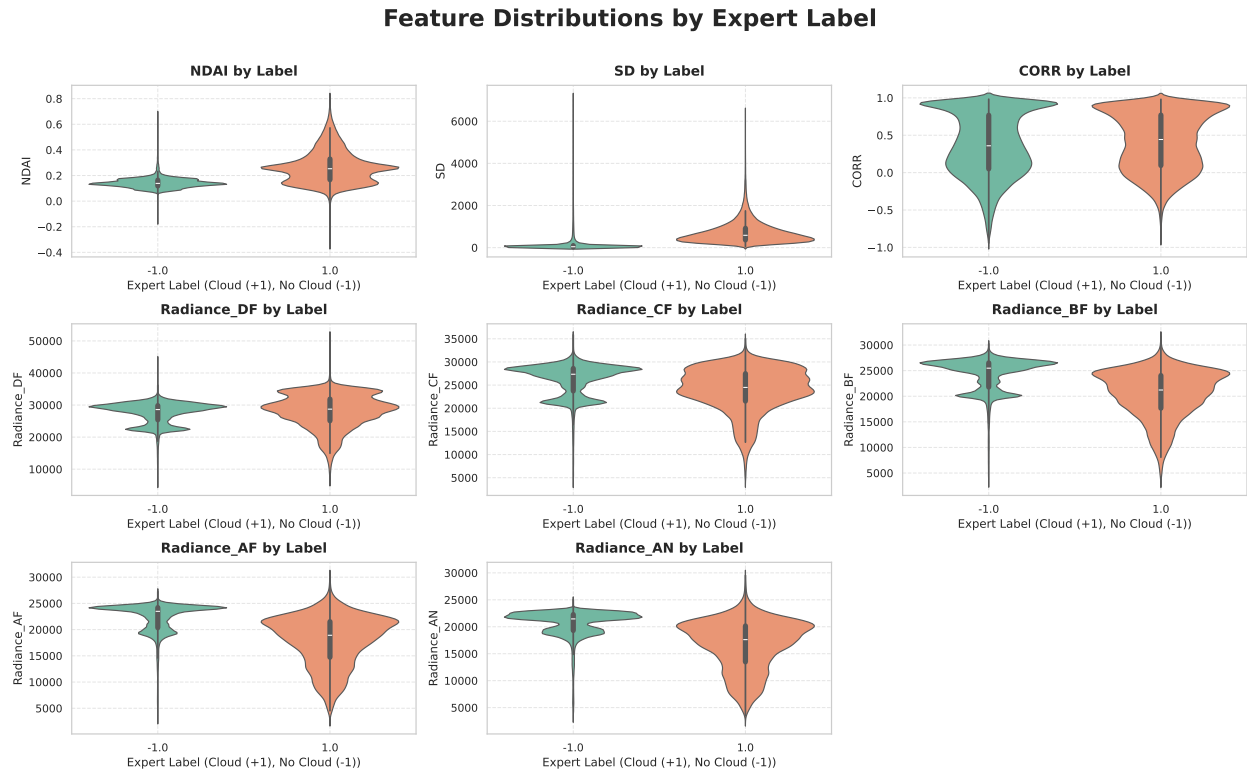 Feature Distributions by Expert Label
NDAI by Label
NDAI
0.8
0.6
0.4
0.2
0.0
−0.2
−0.4
-1.0 1.0
Expert Label (Cloud (+1), No Cloud (-1))
SD by Label
SD
6000
4000
2000
0
-1.0 1.0
Expert Label (Cloud (+1), No Cloud (-1))
CORR by Label
CORR
1.0
0.5
0.0
−0.5
−1.0
-1.0 1.0
Expert Label (Cloud (+1), No Cloud (-1))
Radiance_DF by Label
Radiance_DF
50000
40000
30000
20000
10000
-1.0 1.0
Expert Label (Cloud (+1), No Cloud (-1))
Radiance_CF by Label
Radiance_CF
35000
30000
25000
20000
15000
10000
5000
-1.0 1.0
Expert Label (Cloud (+1), No Cloud (-1))
Radiance_BF by Label
Radiance_BF
30000
25000
20000
15000
10000
5000
-1.0 1.0
Expert Label (Cloud (+1), No Cloud (-1))
Radiance_AF by Label
Radiance_AF
30000
25000
20000
15000
10000
5000
-1.0 1.0
Expert Label (Cloud (+1), No Cloud (-1))
Radiance_AN by Label
Radiance_AN
30000
25000
20000
15000
10000
5000
-1.0 1.0
Expert Label (Cloud (+1), No Cloud (-1))